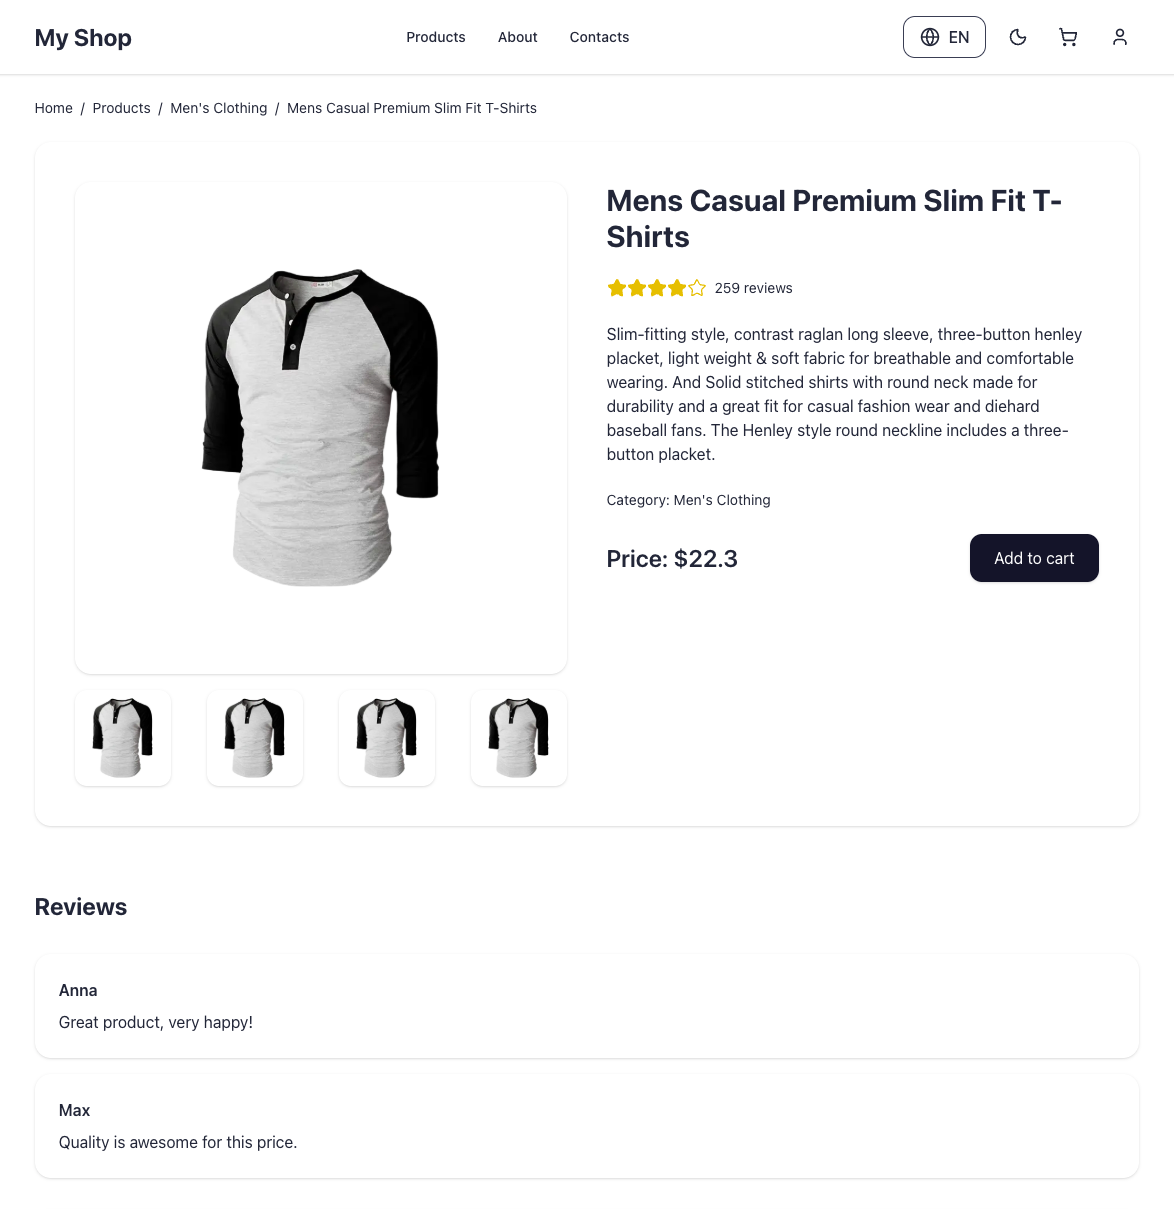 My Shop
Products
About
Contacts
EN
Home / Products / Men's Clothing / Mens Casual Premium Slim Fit T-Shirts
Mens Casual Premium Slim Fit T-
Shirts
259 reviews
Slim-fitting style, contrast raglan long sleeve, three-button henley
placket, light weight & soft fabric for breathable and comfortable
wearing. And Solid stitched shirts with round neck made for
durability and a great fit for casual fashion wear and diehard
baseball fans. The Henley style round neckline includes a three-
button placket.
Category: Men's Clothing
Price: $22.3
Add to cart
Reviews
Anna
Great product, very happy!
Max
Quality is awesome for this price.